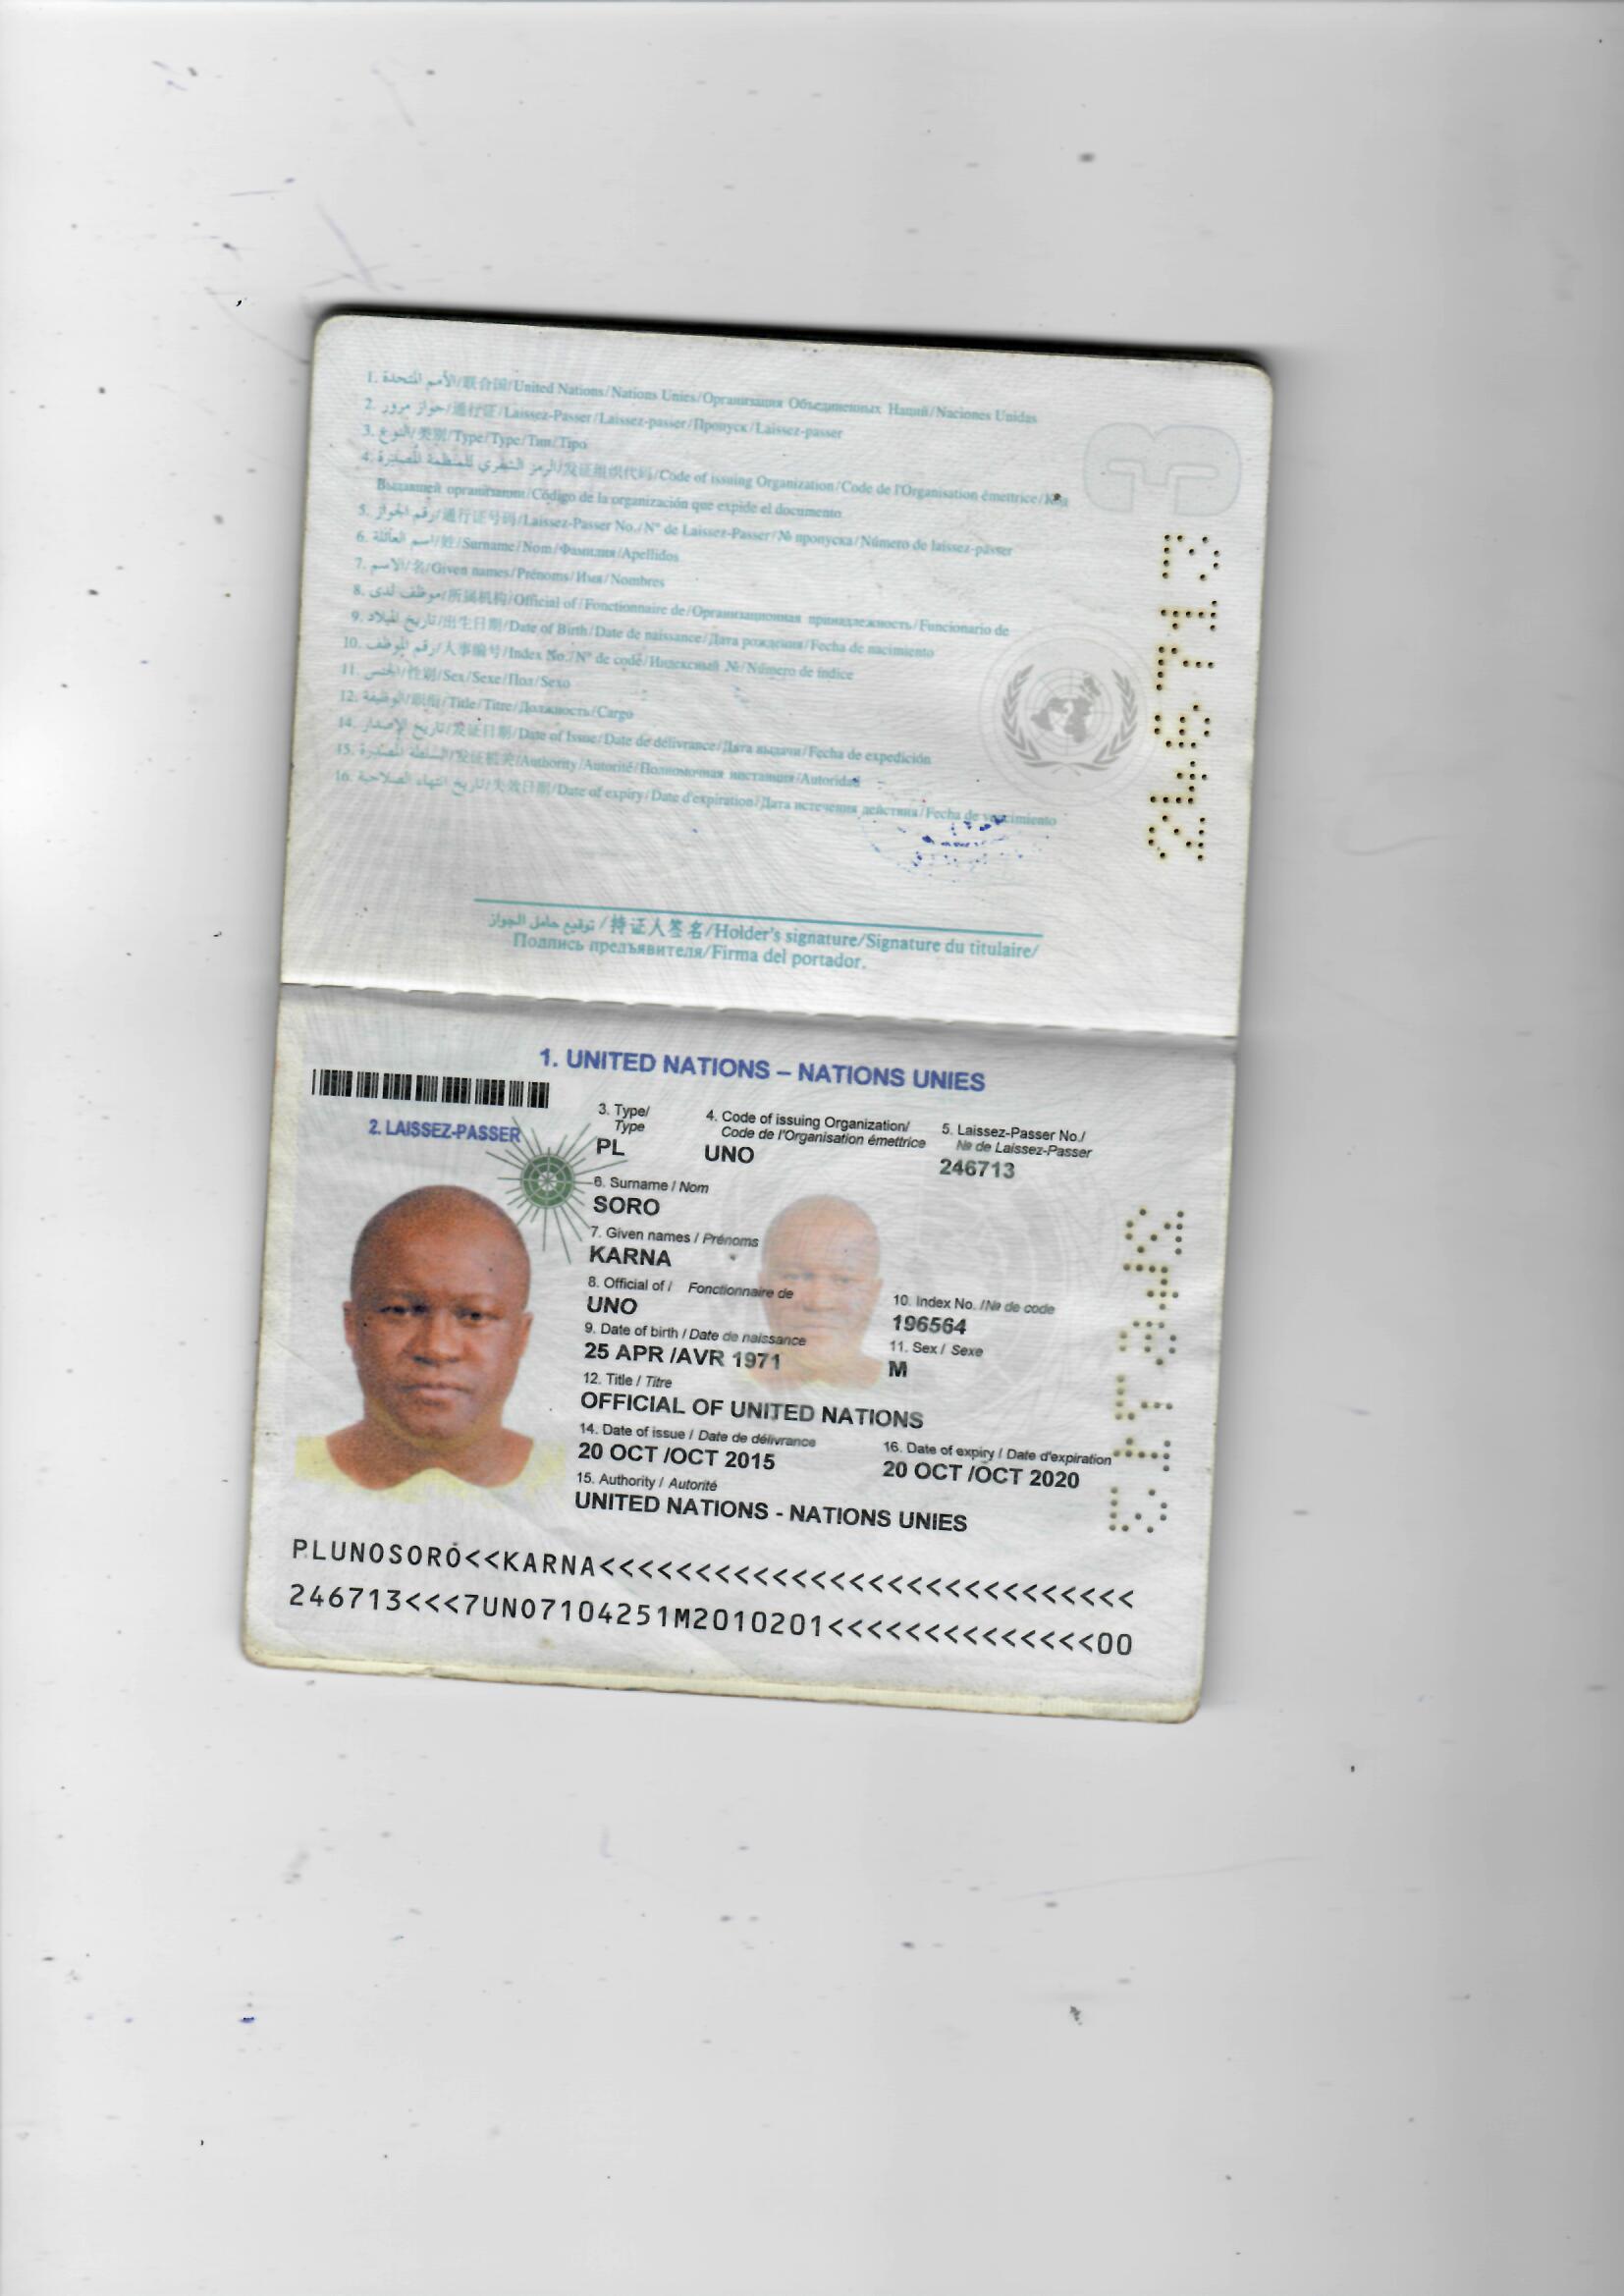 1. الأمم المتحدة/联合国/United Nations/Nations Unies/Организация Объединенных Наций/Naciones Unidas
2. جواز مرور/通行证/Laissez-Passer/Laissez-passer/Пропуск/Laissez-passer
3. النوع/类别/Type/Type/Тип/Tipo
4. الرمز الشفري للمنظمة المُصدِرة/发证组织代码/Code of issuing Organization/Code de l'Organisation émettrice/Код
Выдавшей организации/Código de la organización que expide el documento
5. رقم الجواز/通行证号码/Laissez-Passer No./N° de Laissez-Passer/№ пропуска/Número de laissez-passer
6. اسم العائلة/姓/Surname/Nom/Фамилия/Apellidos
7. الاسم/名/Given names/Prénoms/Имя/Nombres
8. موظف لدى/所属机构/Official of/Fonctionnaire de/Организационная принадлежность/Funcionario de
9. تاريخ الميلاد/出生日期/Date of Birth/Date de naissance/Дата рождения/Fecha de nacimiento
10. رقم الموظف/人事编号/Index No./N° de code/Индексный №/Número de índice
11. الجنس/性别/Sex/Sexe/Пол/Sexo
12. الوظيفة/职衔/Title/Titre/Должность/Cargo
14. تاريخ الإصدار/发证日期/Date of Issue/Date de délivrance/Дата выдачи/Fecha de expedición
15. السلطة المُصدِرة/发证机关/Authority/Autorité/Полномочная инстанция/Autoridad
16. تاريخ انتهاء الصلاحية/失效日期/Date of expiry/Date d'expiration/Дата истечения действия/Fecha de vencimiento
3
246713
توقيع حامل الجواز/持证人签名/Holder's signature/Signature du titulaire/
Подпись предъявителя/Firma del portador.
1. UNITED NATIONS – NATIONS UNIES
2. LAISSEZ-PASSER
3. Type/
Type
PL
4. Code of issuing Organization/
Code de l'Organisation émettrice
UNO
5. Laissez-Passer No./
№ de Laissez-Passer
246713
6. Surname / Nom
SORO
7. Given names / Prénoms
KARNA
8. Official of / Fonctionnaire de
UNO
10. Index No. /№ de code
196564
9. Date of birth / Date de naissance
25 APR /AVR 1971
11. Sex / Sexe
M
12. Title / Titre
OFFICIAL OF UNITED NATIONS
14. Date of issue / Date de délivrance
20 OCT /OCT 2015
16. Date of expiry / Date d'expiration
20 OCT /OCT 2020
15. Authority / Autorité
UNITED NATIONS - NATIONS UNIES
246713
PLUNOSORO<<KARNA<<<<<<<<<<<<<<<<<<<<<<<<<<<<
246713<<<7UNO7104251M2010201<<<<<<<<<<<<<<00